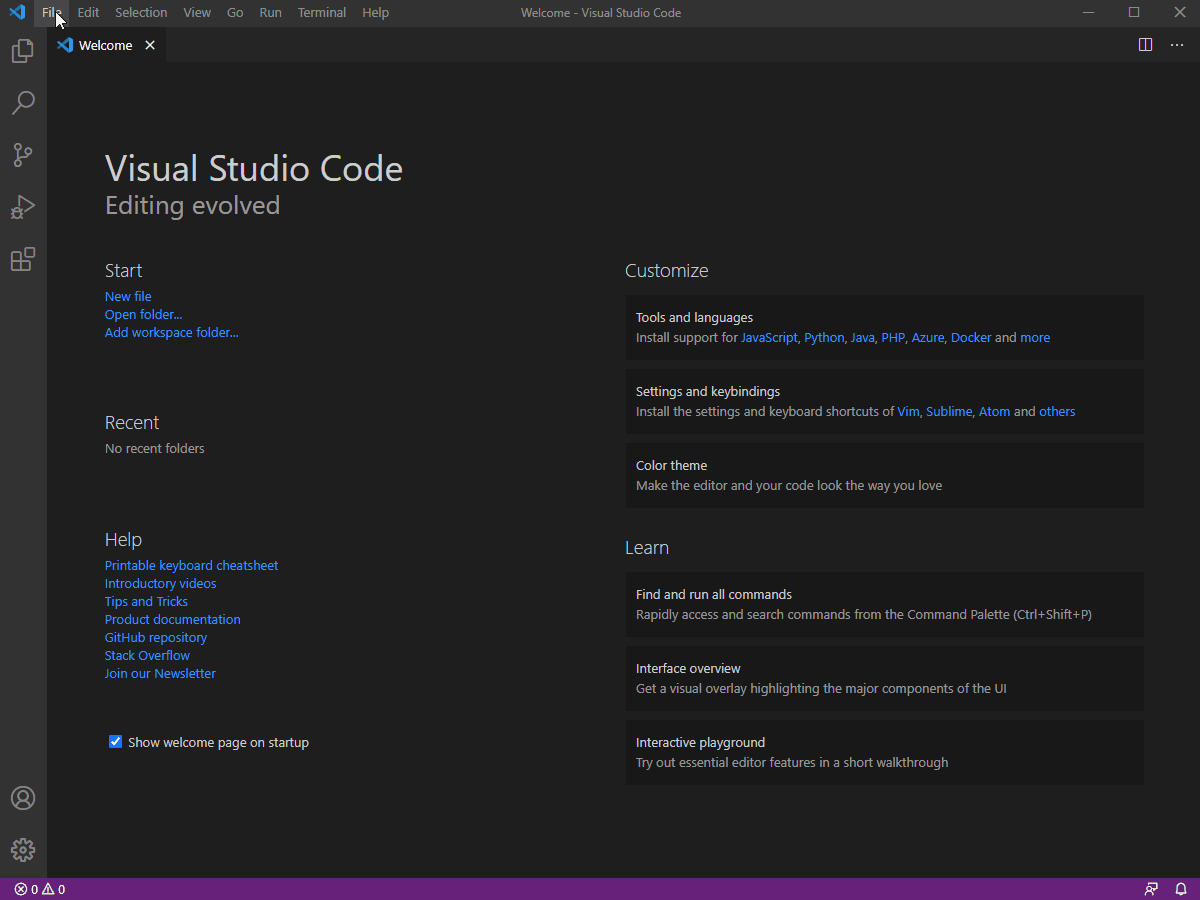 File Edit Selection View Go Run Terminal Help Welcome - Visual Studio Code
Welcome
Visual Studio Code
Editing evolved
Start
New file
Open folder...
Add workspace folder...
Recent
No recent folders
Help
Printable keyboard cheatsheet
Introductory videos
Tips and Tricks
Product documentation
GitHub repository
Stack Overflow
Join our Newsletter
Show welcome page on startup
Customize
Tools and languages
Install support for JavaScript, Python, Java, PHP, Azure, Docker and more
Settings and keybindings
Install the settings and keyboard shortcuts of Vim, Sublime, Atom and others
Color theme
Make the editor and your code look the way you love
Learn
Find and run all commands
Rapidly access and search commands from the Command Palette (Ctrl+Shift+P)
Interface overview
Get a visual overlay highlighting the major components of the UI
Interactive playground
Try out essential editor features in a short walkthrough
0 0